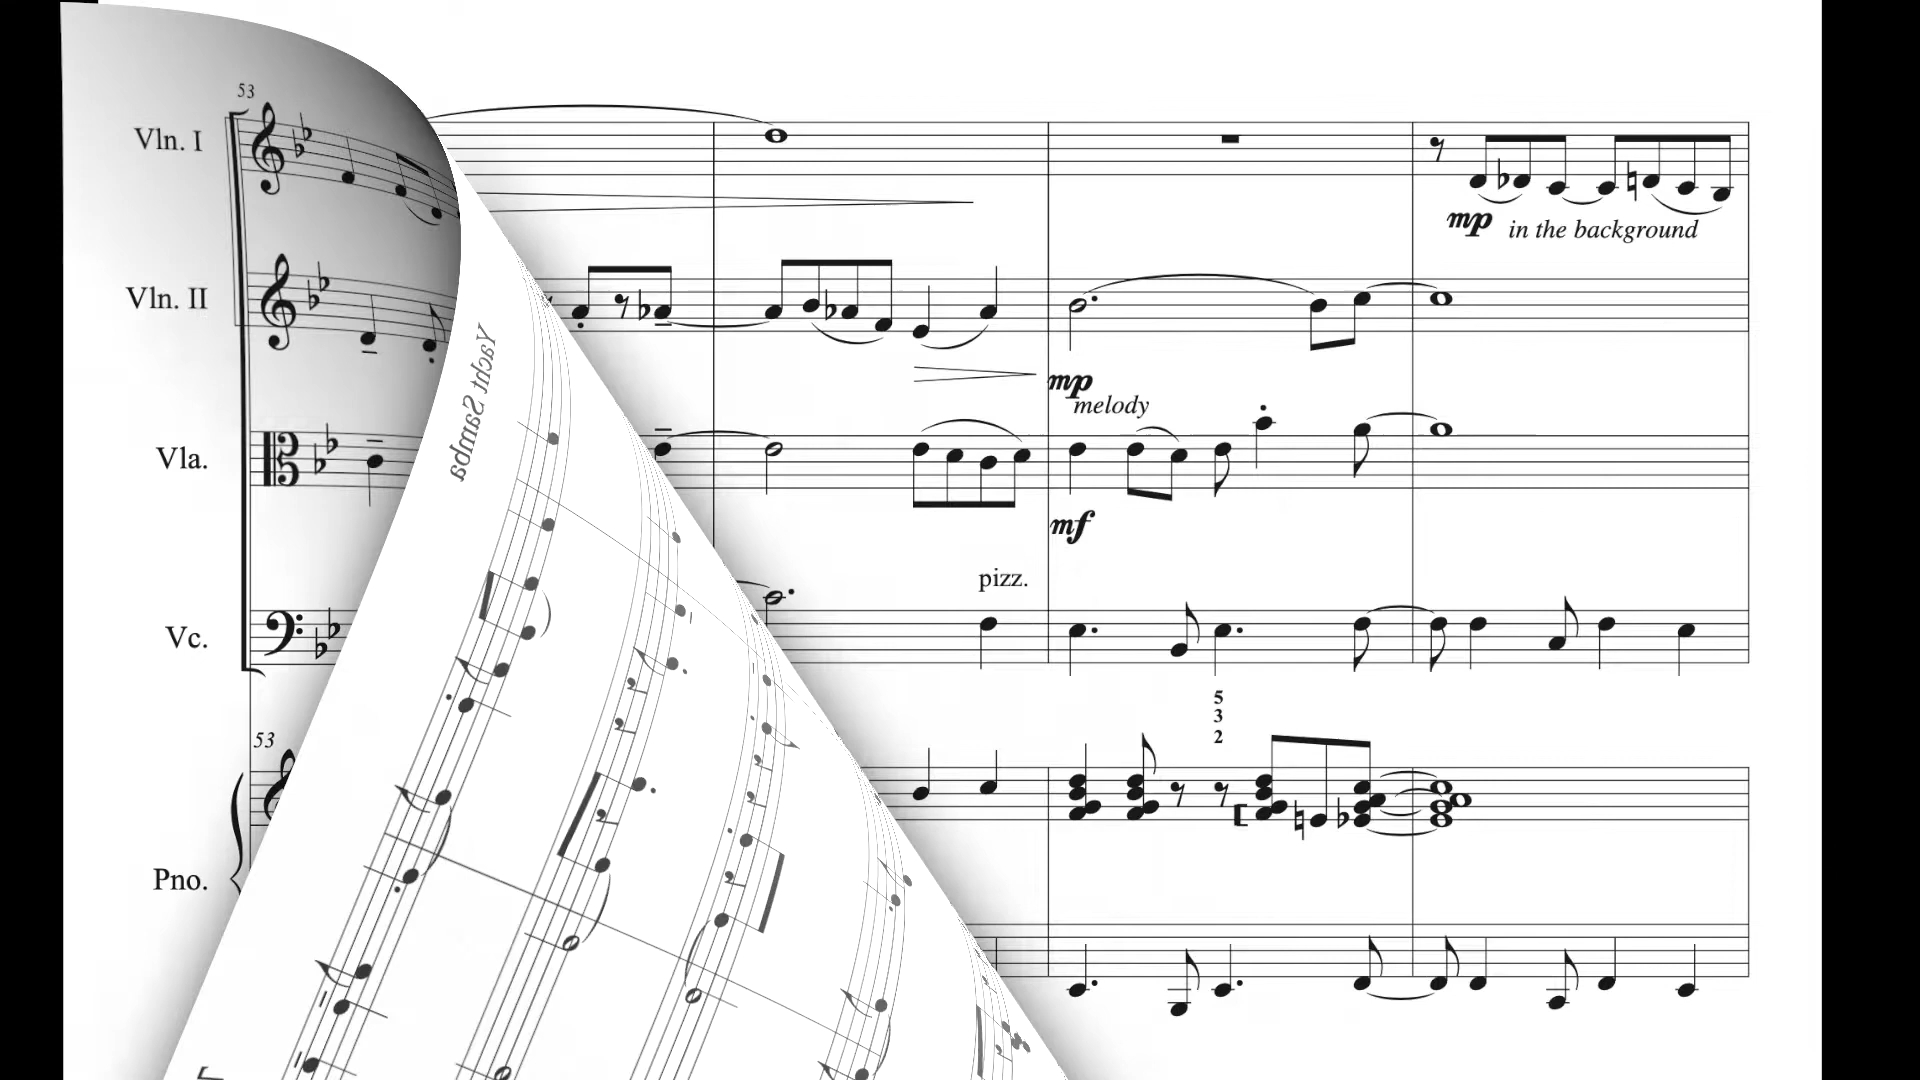 53
Vln. I
mp in the background
Vln. II
mp
melody
Yacht Samba
Vla.
mf
pizz.
Vc.
5
3
2
53
Pno.